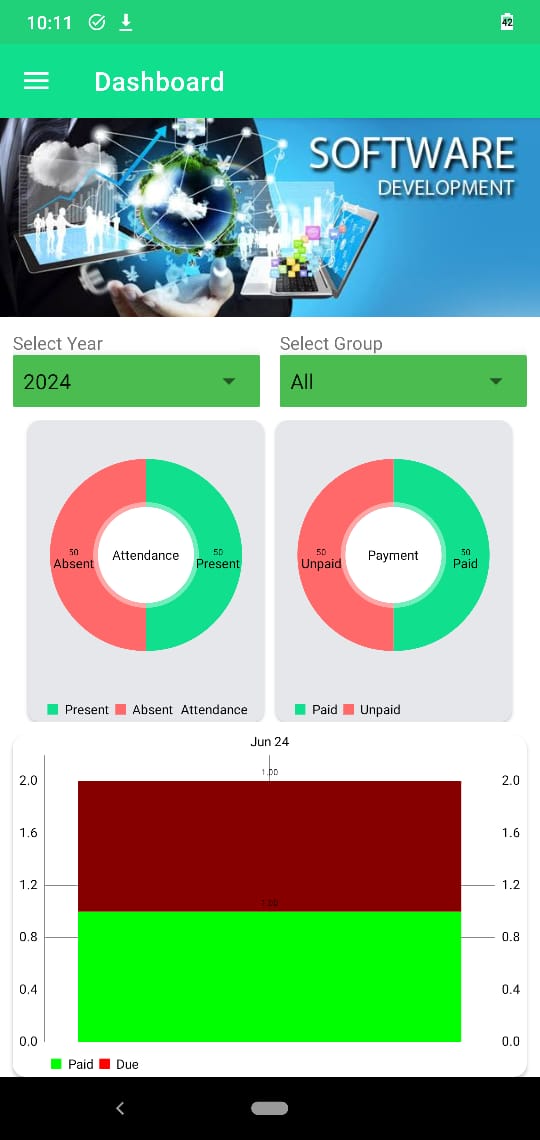 10:11
42
Dashboard
SOFTWARE
DEVELOPMENT
Select Year
Select Group
2024
All
50
Absent
Attendance
50
Present
50
Unpaid
Payment
50
Paid
Present Absent Attendance
Paid Unpaid
Jun 24
1.00
2.0 2.0
1.6 1.6
1.2 1.2
1.00
0.8 0.8
0.4 0.4
0.0 0.0
Paid Due